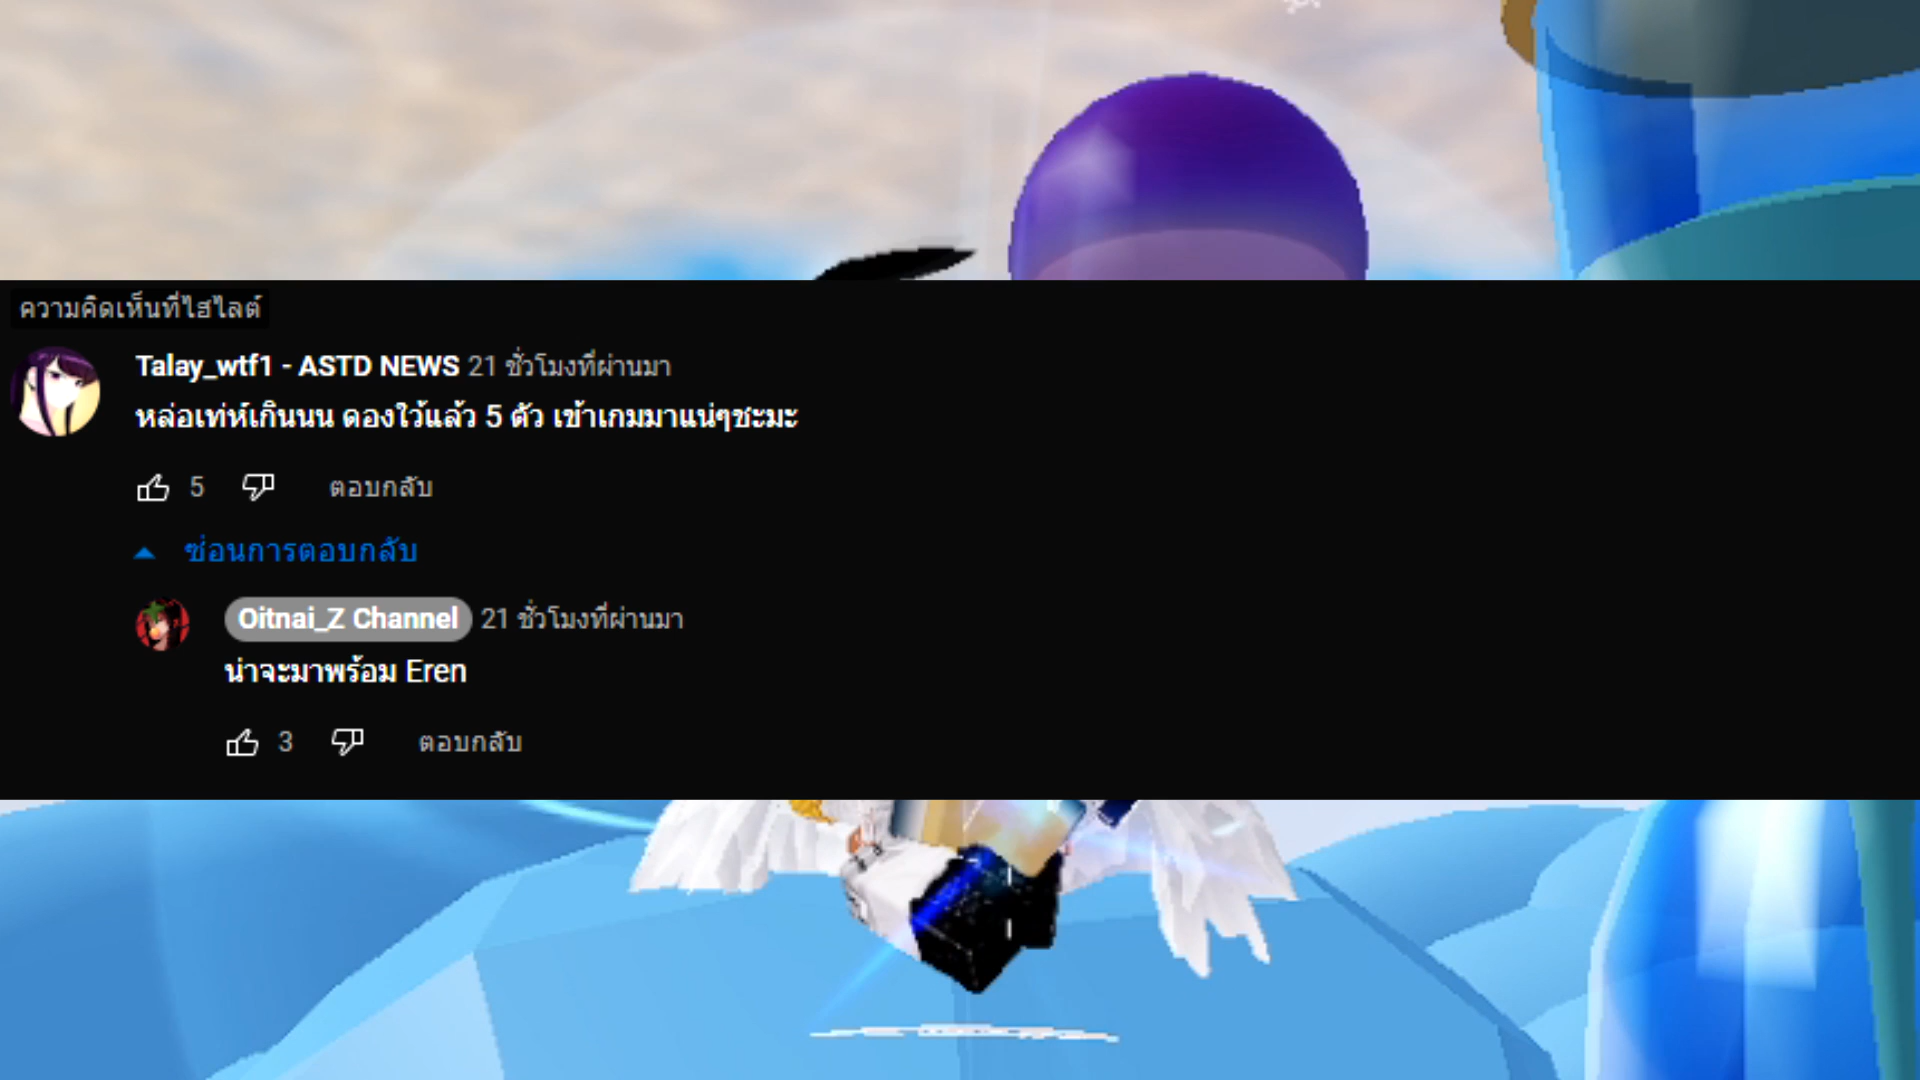 ความคิดเห็นที่ไฮไลต์
Talay_wtf1 - ASTD NEWS 21 ชั่วโมงที่ผ่านมา
หล่อเท่ห์เกินนน ดองใว้แล้ว 5 ตัว เข้าเกมมาแน่ๆชะมะ
5 ตอบกลับ
ซ่อนการตอบกลับ
Oitnai_Z Channel 21 ชั่วโมงที่ผ่านมา
น่าจะมาพร้อม Eren
3 ตอบกลับ